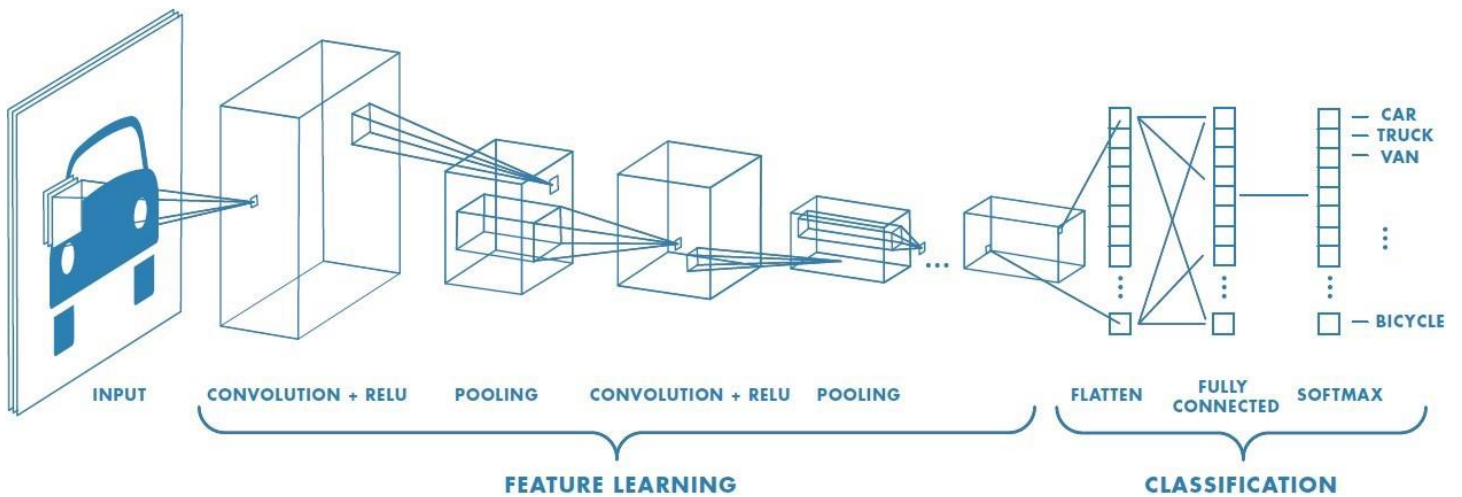 CAR
TRUCK
VAN
BICYCLE
INPUT
CONVOLUTION + RELU
POOLING
CONVOLUTION + RELU
POOLING
FLATTEN
FULLY
CONNECTED
SOFTMAX
FEATURE LEARNING
CLASSIFICATION